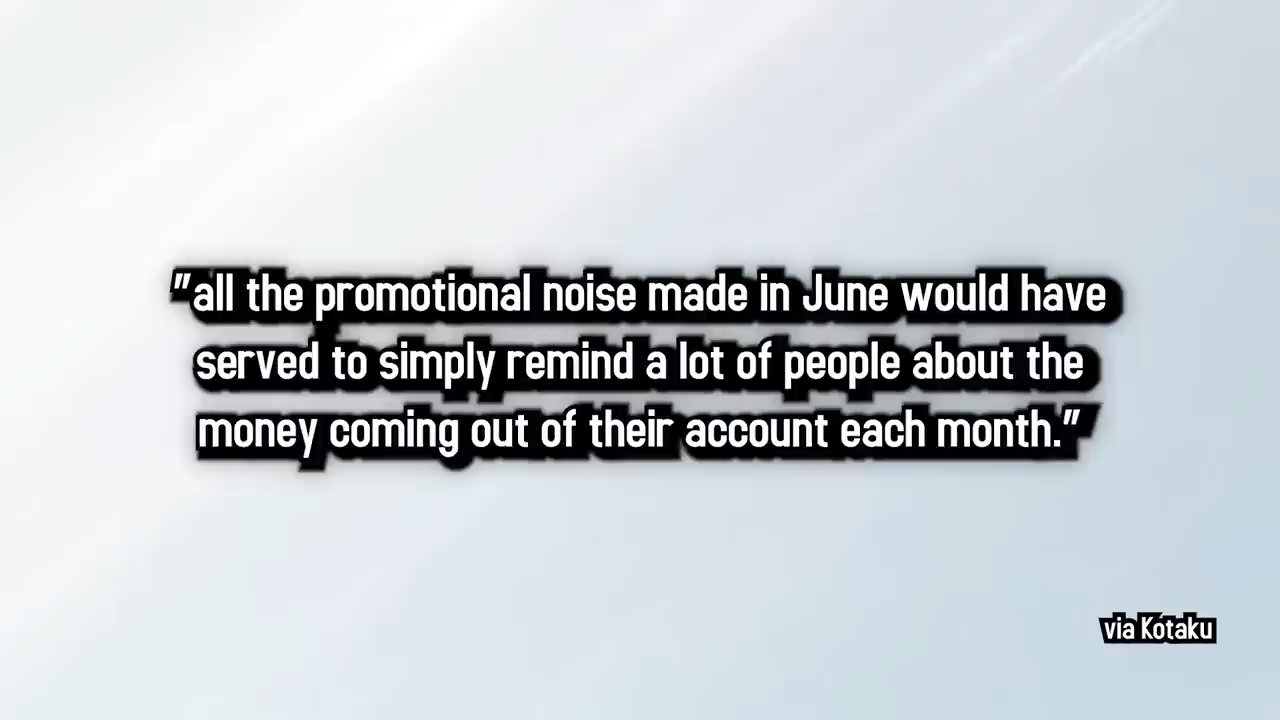 "all the promotional noise made in June would have
served to simply remind a lot of people about the
money coming out of their account each month."
via Kotaku